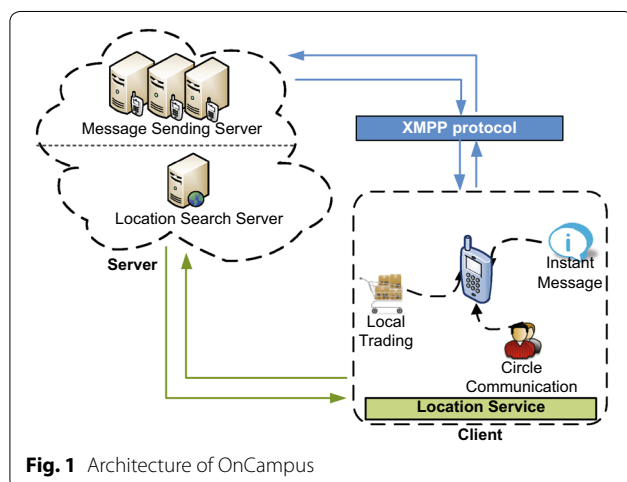 Message Sending Server
XMPP protocol
Location Search Server
Server
Instant
Message
Local
Trading
Circle
Communication
Location Service
Client
Fig. 1 Architecture of OnCampus